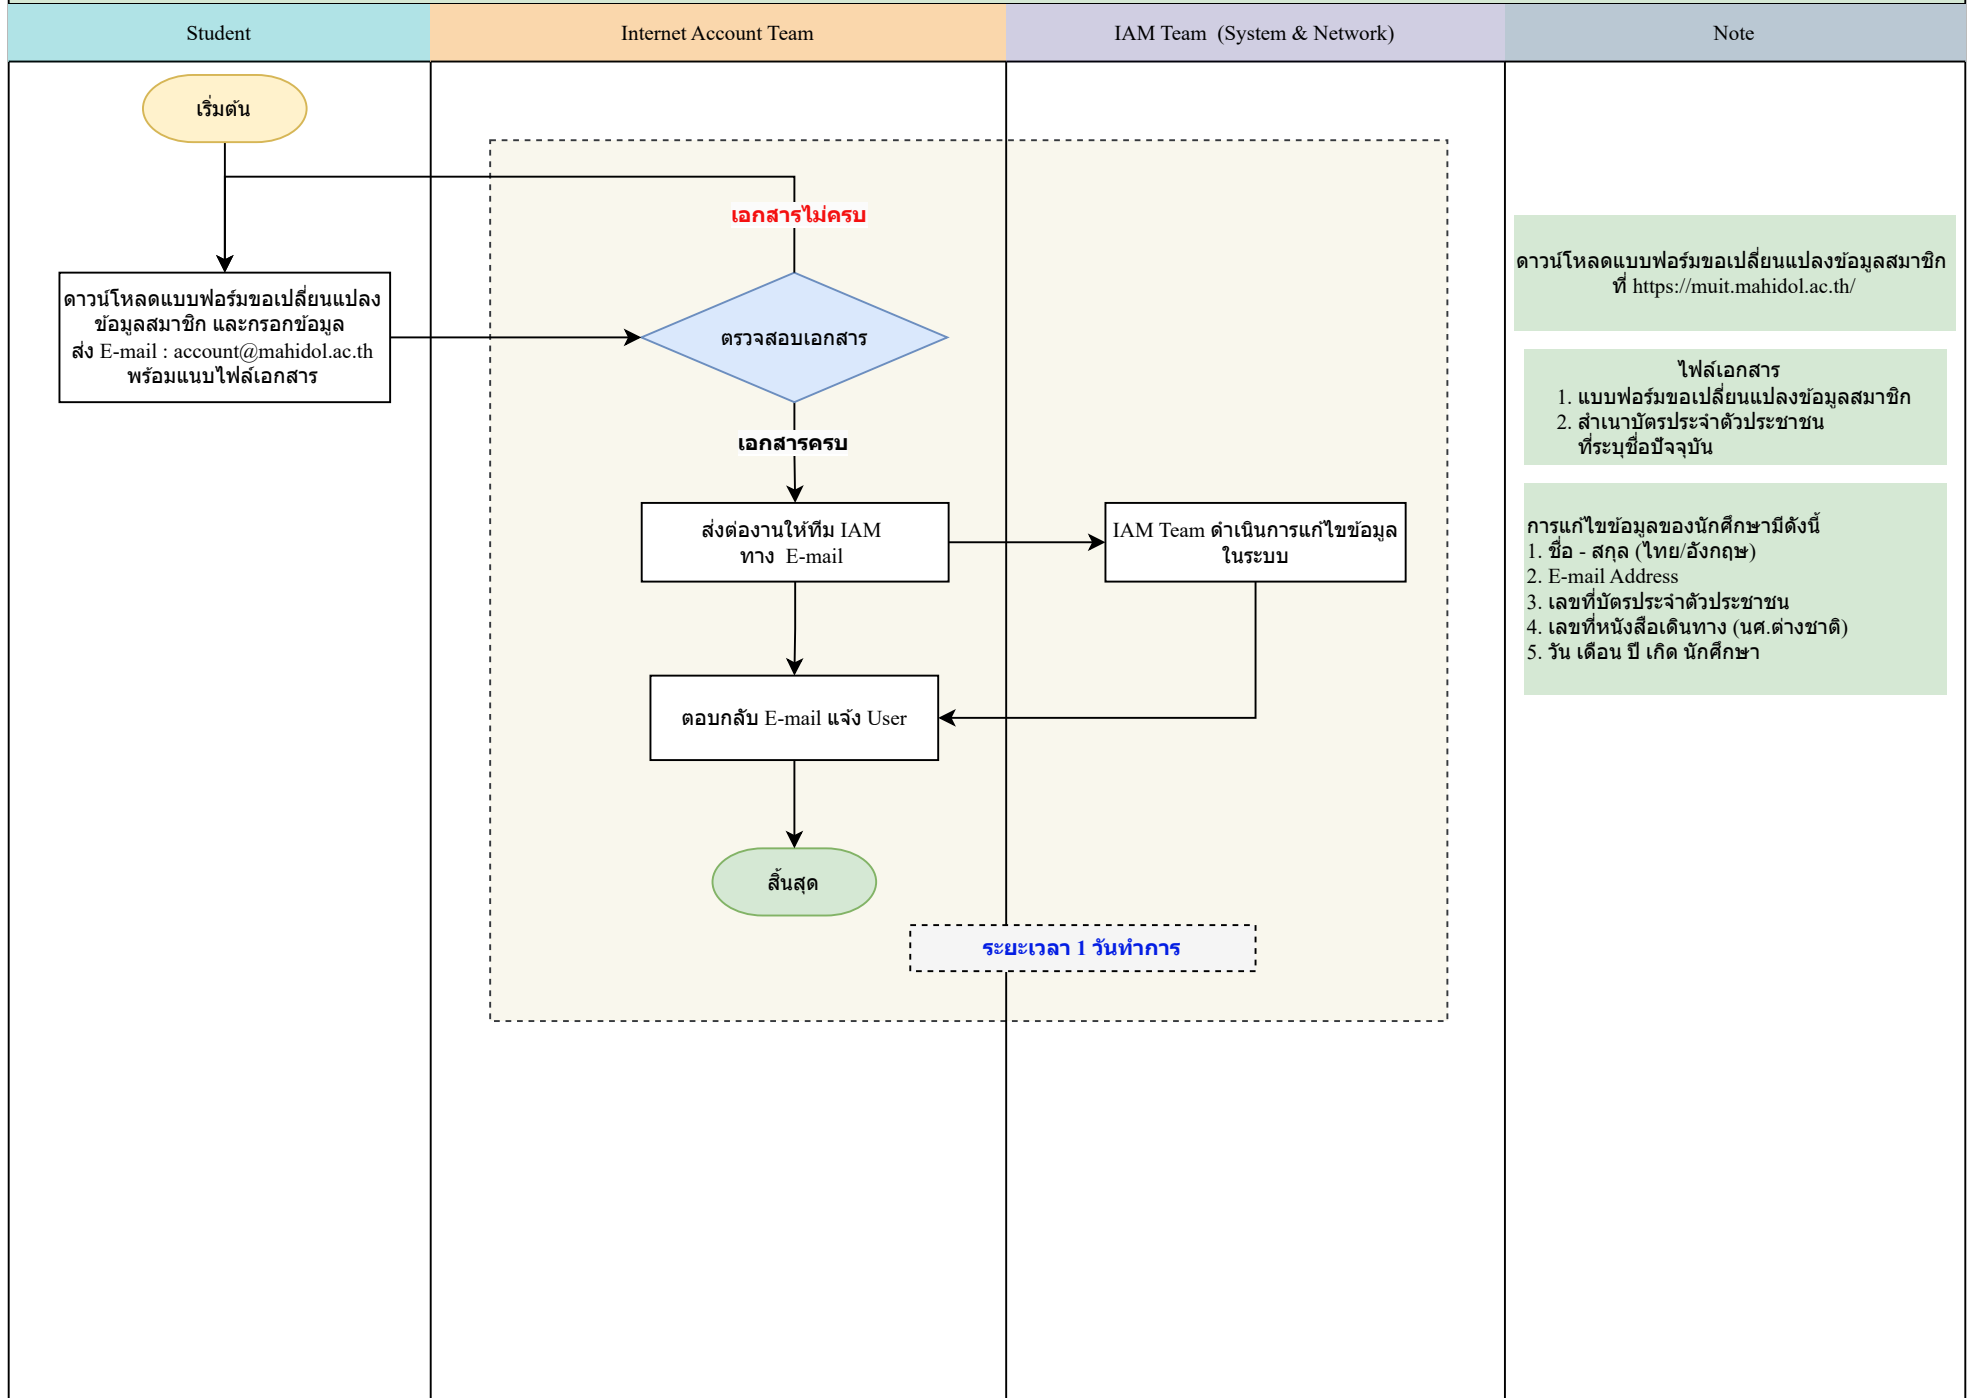 Student
Internet Account Team
IAM Team  (System & Network)
Note
เริ่มต้น
เอกสารไม่ครบ
ดาวน์โหลดแบบฟอร์มขอเปลี่ยนแปลง
ข้อมูลสมาชิก และกรอกข้อมูล
ส่ง E-mail : account@mahidol.ac.th
พร้อมแนบไฟล์เอกสาร
ตรวจสอบเอกสาร
เอกสารครบ
ส่งต่องานให้ทีม IAM
ทาง  E-mail
IAM Team ดำเนินการแก้ไขข้อมูล
ในระบบ
ตอบกลับ E-mail แจ้ง User
สิ้นสุด
ระยะเวลา 1 วันทำการ
ดาวน์โหลดแบบฟอร์มขอเปลี่ยนแปลงข้อมูลสมาชิก
ที่ https://muit.mahidol.ac.th/
ไฟล์เอกสาร
1. แบบฟอร์มขอเปลี่ยนแปลงข้อมูลสมาชิก
2. สำเนาบัตรประจำตัวประชาชน
ที่ระบุชื่อปัจจุบัน
การแก้ไขข้อมูลของนักศึกษามีดังนี้
1. ชื่อ - สกุล (ไทย/อังกฤษ)
2. E-mail Address
3. เลขที่บัตรประจำตัวประชาชน
4. เลขที่หนังสือเดินทาง (นศ.ต่างชาติ)
5. วัน เดือน ปี เกิด นักศึกษา